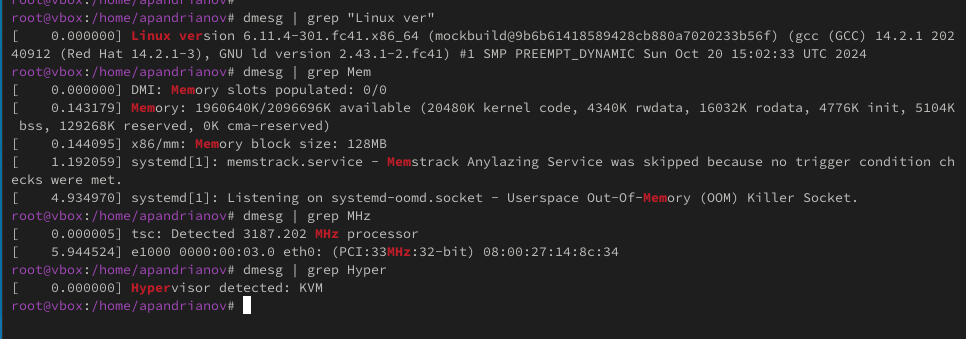 root@vbox:/home/apandrianov#
root@vbox:/home/apandrianov# dmesg | grep "Linux ver"
[    0.000000] Linux version 6.11.4-301.fc41.x86_64 (mockbuild@9b6b61418589428cb880a7020233b56f) (gcc (GCC) 14.2.1 202
40912 (Red Hat 14.2.1-3), GNU ld version 2.43.1-2.fc41) #1 SMP PREEMPT_DYNAMIC Sun Oct 20 15:02:33 UTC 2024
root@vbox:/home/apandrianov# dmesg | grep Mem
[    0.000000] DMI: Memory slots populated: 0/0
[    0.143179] Memory: 1960640K/2096696K available (20480K kernel code, 4340K rwdata, 16032K rodata, 4776K init, 5104K
 bss, 129268K reserved, 0K cma-reserved)
[    0.144095] x86/mm: Memory block size: 128MB
[    1.192059] systemd[1]: memstrack.service - Memstrack Anylazing Service was skipped because no trigger condition ch
ecks were met.
[    4.934970] systemd[1]: Listening on systemd-oomd.socket - Userspace Out-Of-Memory (OOM) Killer Socket.
root@vbox:/home/apandrianov# dmesg | grep MHz
[    0.000005] tsc: Detected 3187.202 MHz processor
[    5.944524] e1000 0000:00:03.0 eth0: (PCI:33MHz:32-bit) 08:00:27:14:8c:34
root@vbox:/home/apandrianov# dmesg | grep Hyper
[    0.000000] Hypervisor detected: KVM
root@vbox:/home/apandrianov#